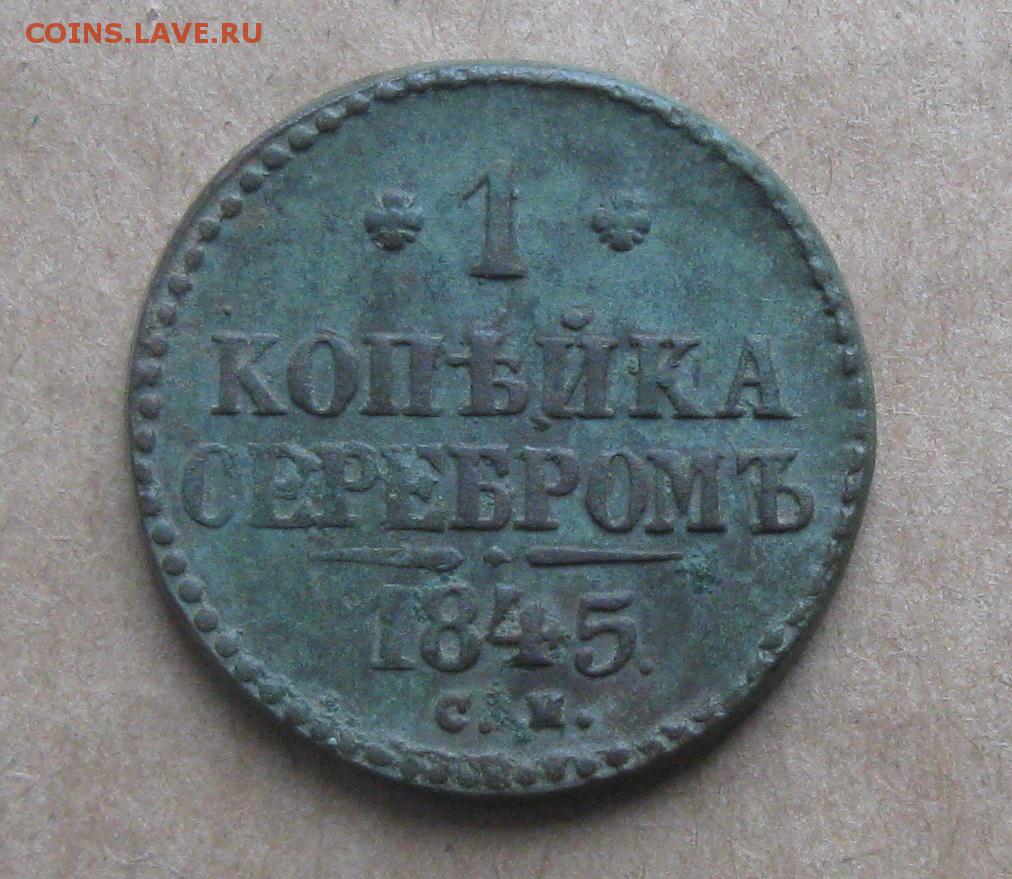 COINS.LAVE.RU
1
КОПѢЙКА
СЕРЕБРОМЪ
1845.
С. М.